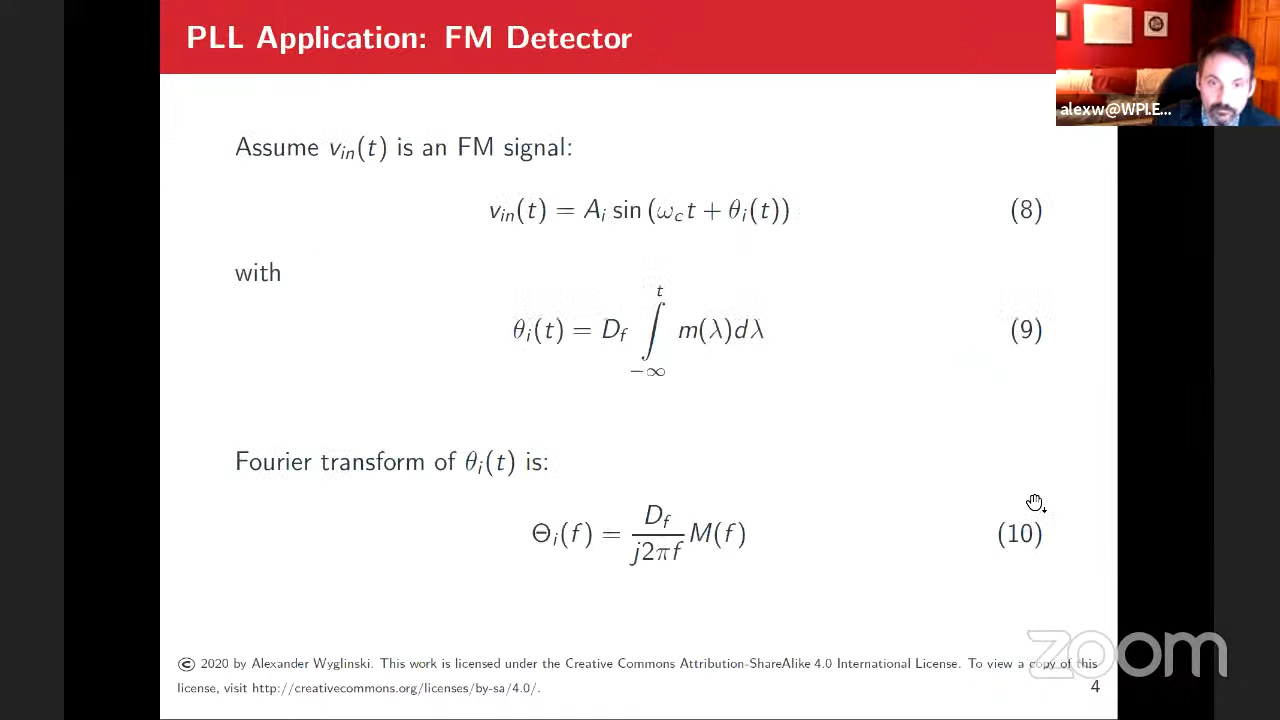 PLL Application: FM Detector
alexw@WPI.E...
Assume v_in(t) is an FM signal:
v_in(t) = A_i sin (ω_c t + θ_i(t)) (8)
with
θ_i(t) = D_f ∫_{−∞}^{t} m(λ)dλ (9)
Fourier transform of θ_i(t) is:
Θ_i(f) = \frac{D_f}{j2πf} M(f) (10)
zoom
© 2020 by Alexander Wyglinski. This work is licensed under the Creative Commons Attribution-ShareAlike 4.0 International License. To view a copy of this
license, visit http://creativecommons.org/licenses/by-sa/4.0/.
4